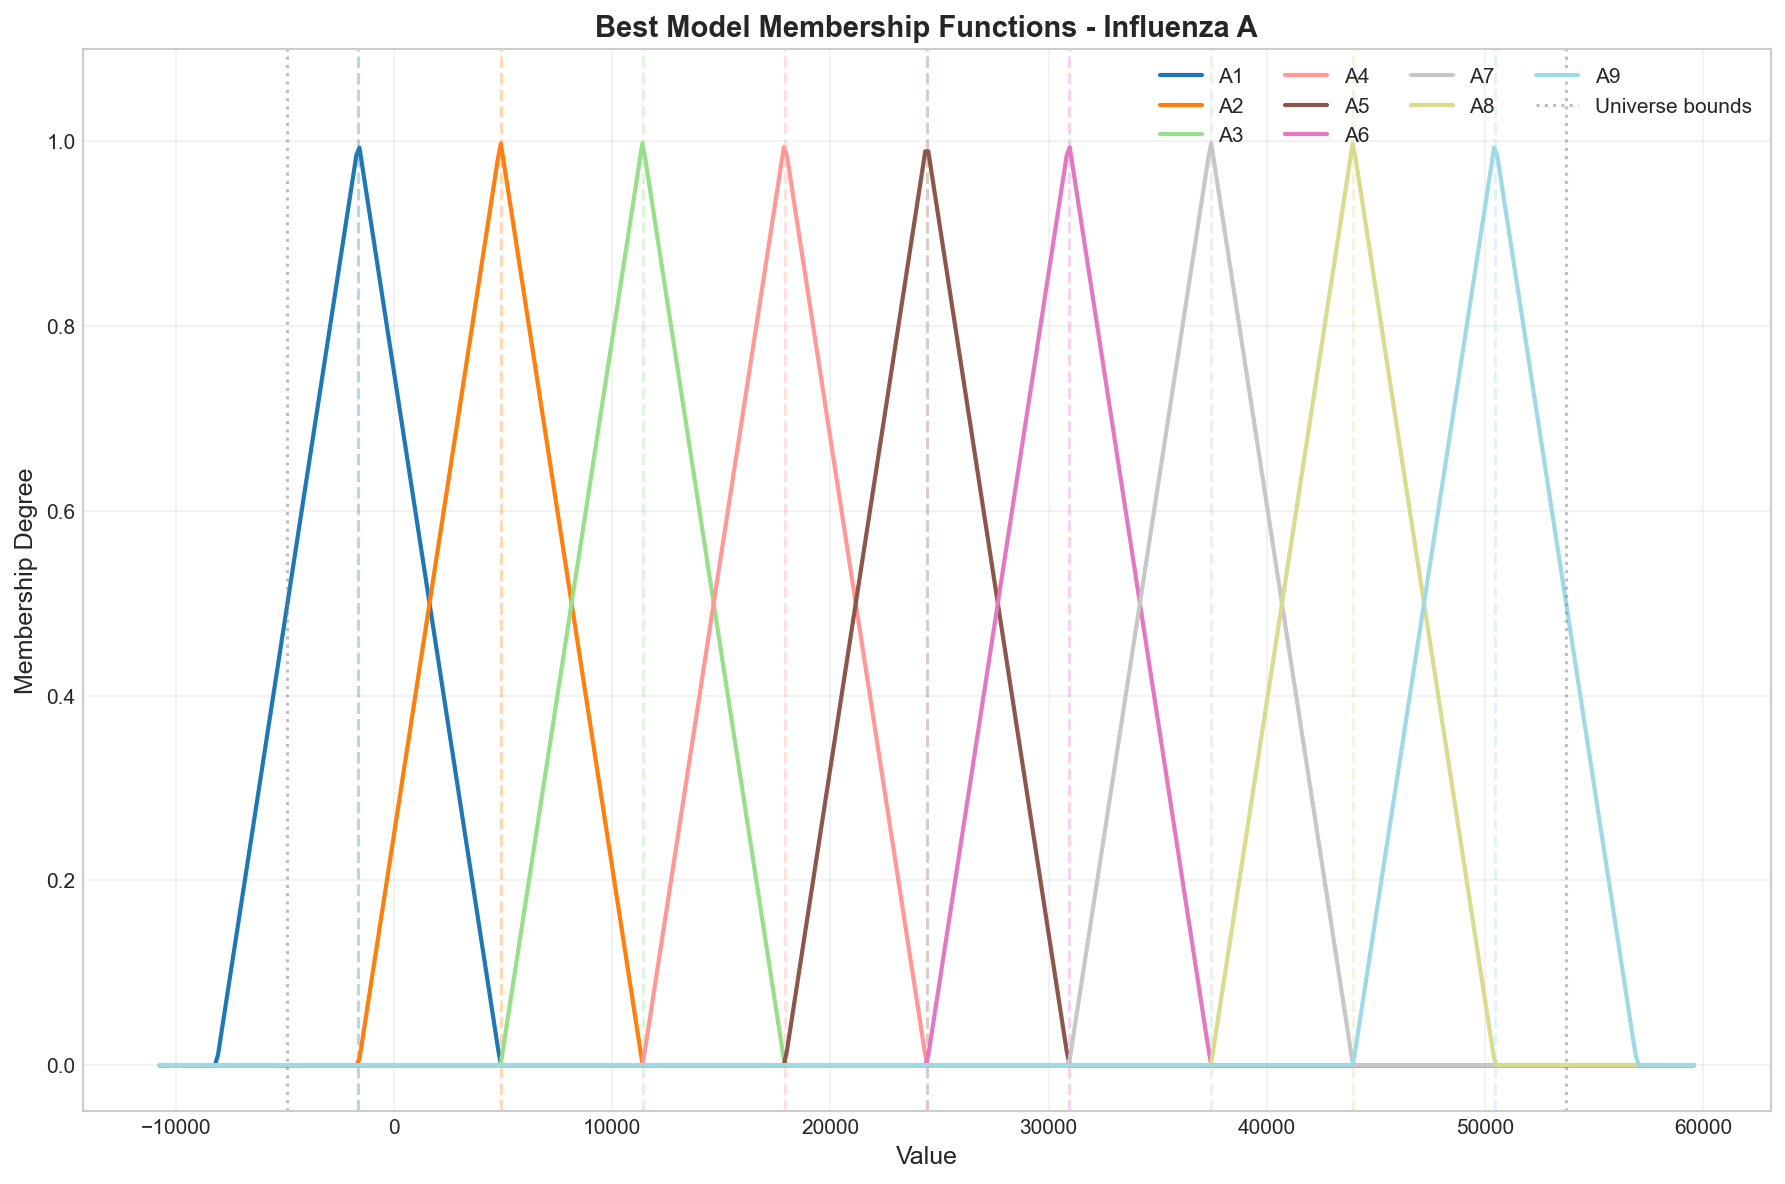 Best Model Membership Functions - Influenza A
A1 A4 A7 A9
A2 A5 A8 Universe bounds
A3 A6
1.0
0.8
0.6
0.4
0.2
0.0
Membership Degree
−10000 0 10000 20000 30000 40000 50000 60000
Value